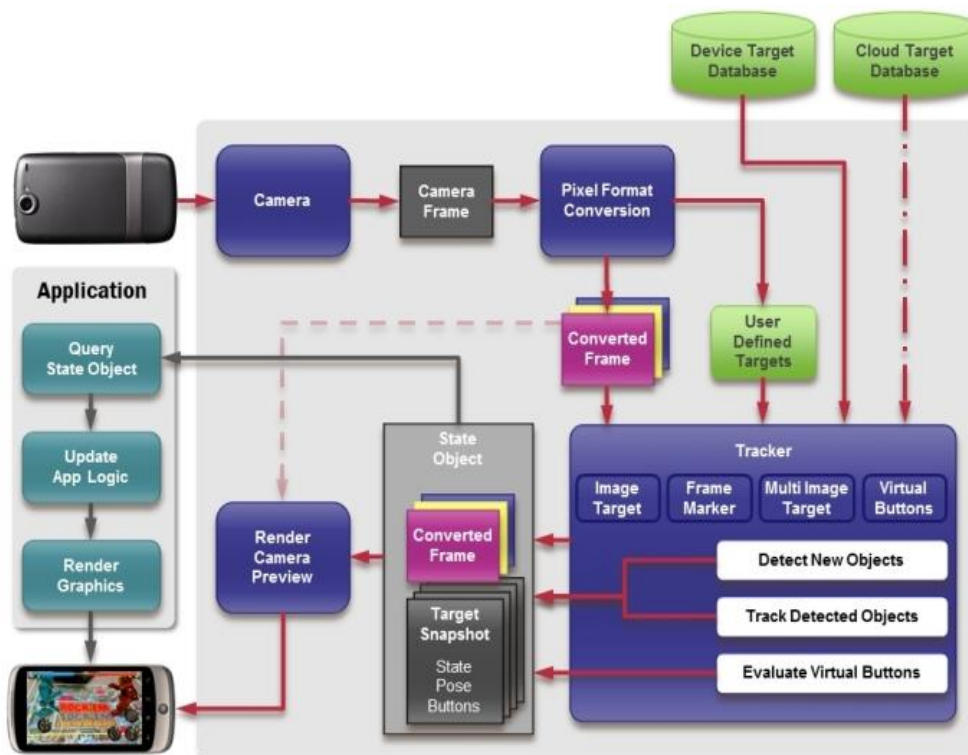 Device Target
Database
Cloud Target
Database
Camera
Camera
Frame
Pixel Format
Conversion
Application
Query
State Object
Update
App Logic
Render
Graphics
Converted
Frame
User
Defined
Targets
State
Object
Converted
Frame
Target
Snapshot
State
Pose
Buttons
Render
Camera
Preview
Tracker
Image
Target
Frame
Marker
Multi Image
Target
Virtual
Buttons
Detect New Objects
Track Detected Objects
Evaluate Virtual Buttons